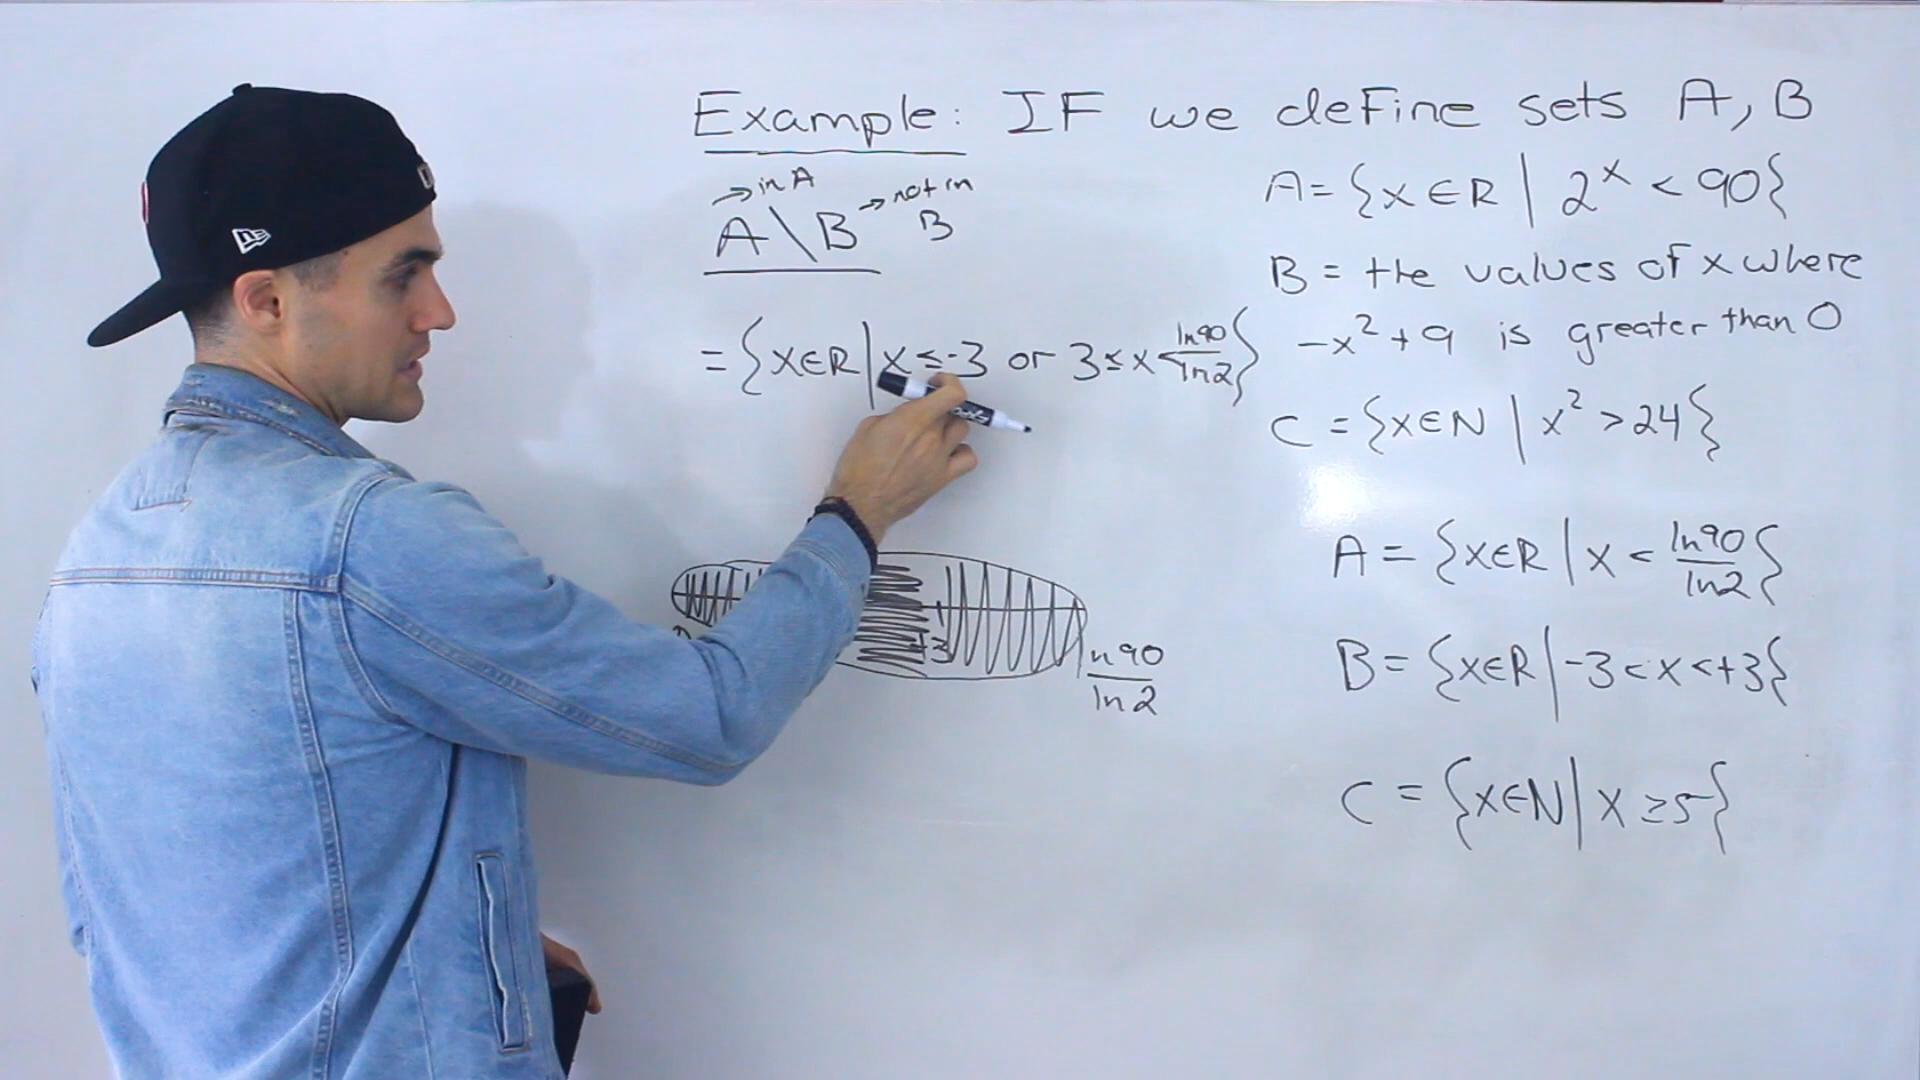 Example: IF we define sets A, B
→ in A
A \ B → not in B
= {x∈R | x ≤ -3 or 3 ≤ x < ln90/ln2}
+3
ln90/ln2
A = {x ∈ R | 2^x < 90}
B = the values of x where
-x² + 9 is greater than 0
C = {x∈N | x² > 24}
A = {x∈R | x < ln90/ln2}
B = {x∈R | -3 < x < +3}
C = {x∈N | x ≥ 5}